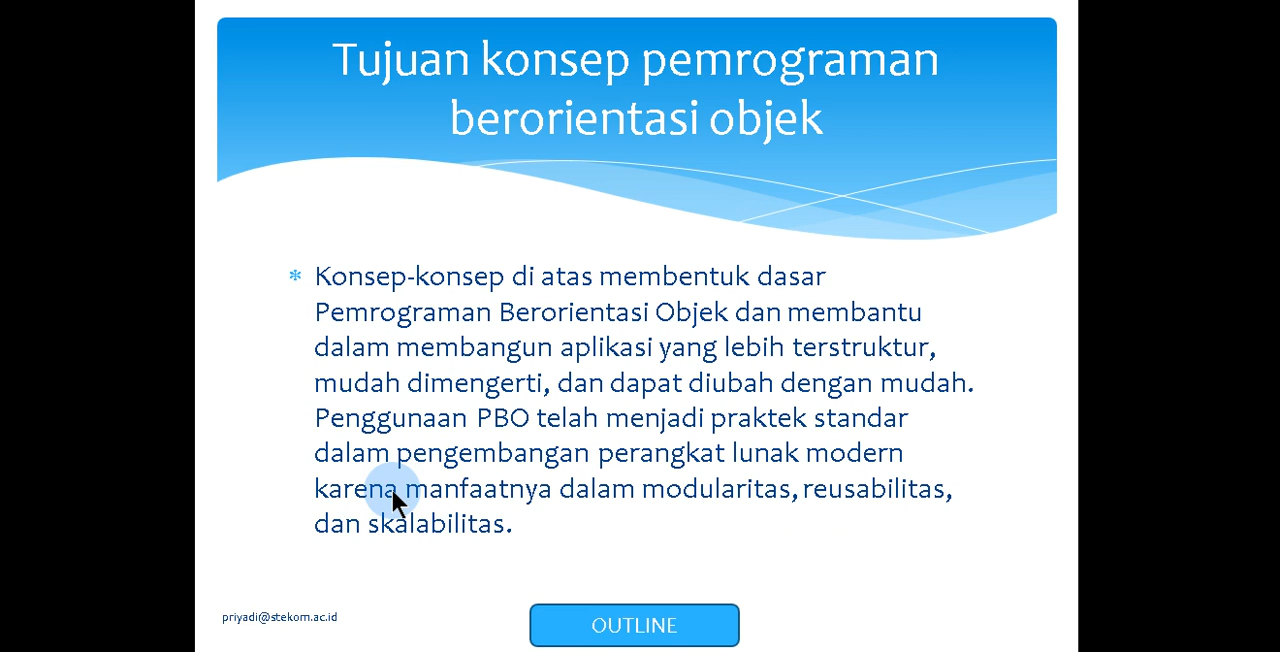 Tujuan konsep pemrograman
berorientasi objek
* Konsep-konsep di atas membentuk dasar
Pemrograman Berorientasi Objek dan membantu
dalam membangun aplikasi yang lebih terstruktur,
mudah dimengerti, dan dapat diubah dengan mudah.
Penggunaan PBO telah menjadi praktek standar
dalam pengembangan perangkat lunak modern
karena manfaatnya dalam modularitas, reusabilitas,
dan skalabilitas.
priyadi@stekom.ac.id
OUTLINE